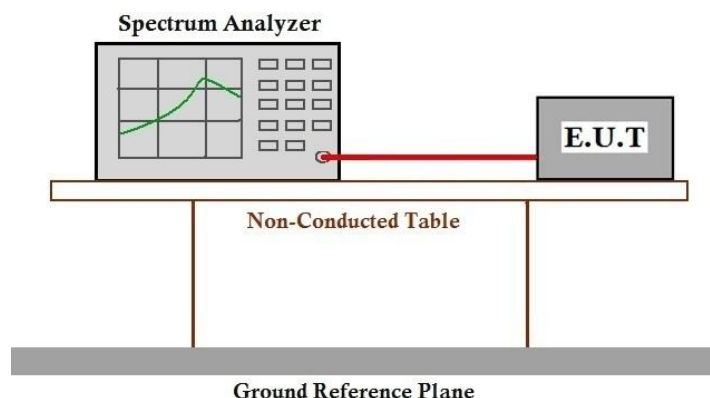 Spectrum Analyzer
E.U.T
Non-Conducted Table
Ground Reference Plane